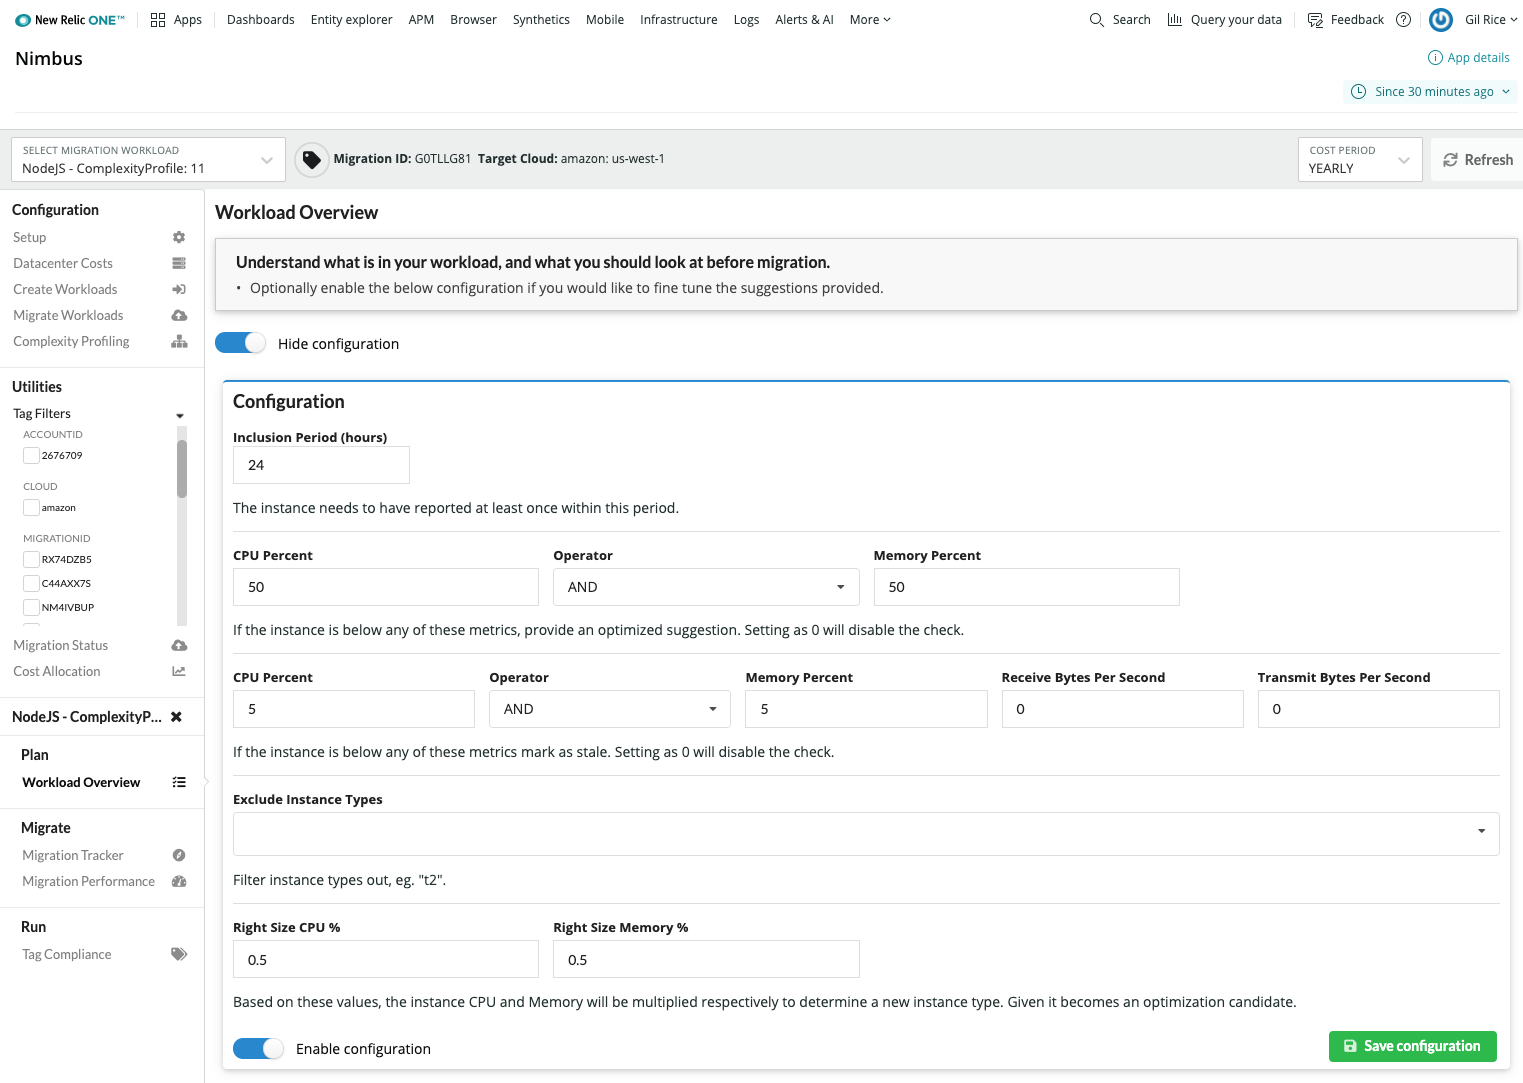 New Relic ONE™ Apps Dashboards Entity explorer APM Browser Synthetics Mobile Infrastructure Logs Alerts & AI More Search Query your data Feedback Gil Rice
Nimbus
App details
Since 30 minutes ago
SELECT MIGRATION WORKLOAD
NodeJS - ComplexityProfile: 11
Migration ID: G0TLLG81 Target Cloud: amazon: us-west-1
COST PERIOD
YEARLY
Refresh
Configuration
Setup
Datacenter Costs
Create Workloads
Migrate Workloads
Complexity Profiling
Utilities
Tag Filters
ACCOUNTID
2676709
CLOUD
amazon
MIGRATIONID
RX74DZB5
C44AXX7S
NM4IVBUP
Migration Status
Cost Allocation
NodeJS - ComplexityP...
Plan
Workload Overview
Migrate
Migration Tracker
Migration Performance
Run
Tag Compliance
Workload Overview
Understand what is in your workload, and what you should look at before migration.
• Optionally enable the below configuration if you would like to fine tune the suggestions provided.
Hide configuration
Configuration
Inclusion Period (hours)
24
The instance needs to have reported at least once within this period.
CPU Percent Operator Memory Percent
50 AND 50
If the instance is below any of these metrics, provide an optimized suggestion. Setting as 0 will disable the check.
CPU Percent Operator Memory Percent Receive Bytes Per Second Transmit Bytes Per Second
5 AND 5 0 0
If the instance is below any of these metrics mark as stale. Setting as 0 will disable the check.
Exclude Instance Types
Filter instance types out, eg. "t2".
Right Size CPU % Right Size Memory %
0.5 0.5
Based on these values, the instance CPU and Memory will be multiplied respectively to determine a new instance type. Given it becomes an optimization candidate.
Enable configuration
Save configuration